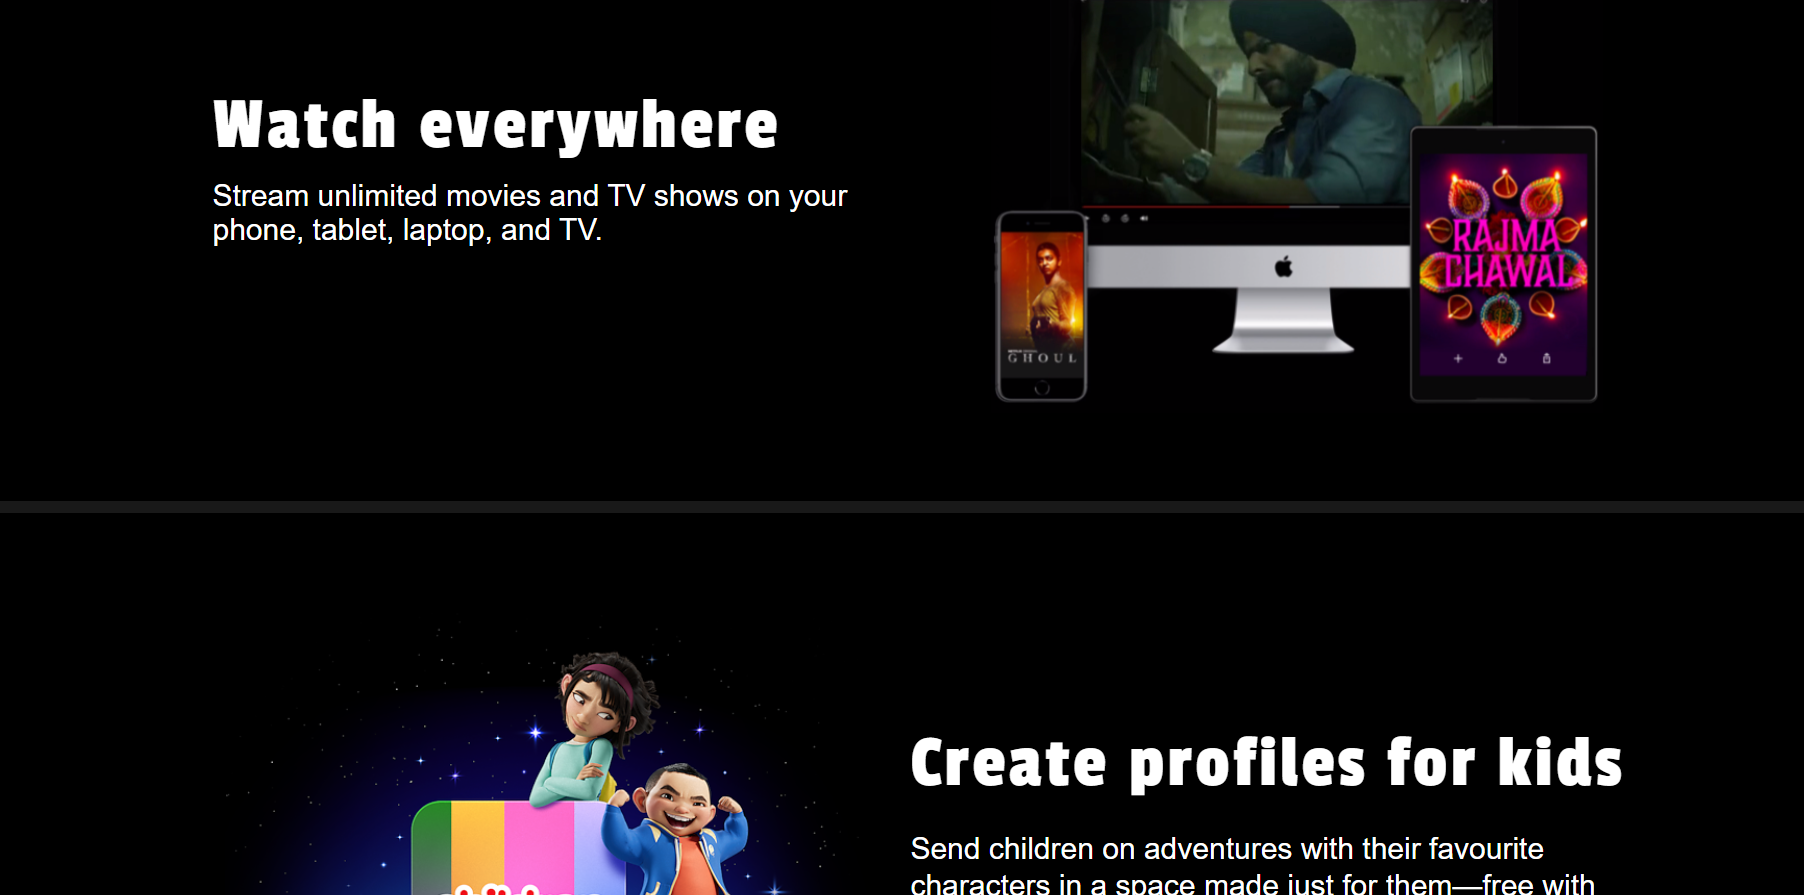 Watch everywhere
Stream unlimited movies and TV shows on your
phone, tablet, laptop, and TV.
GHOUL
RAJMA
CHAWAL
Create profiles for kids
Send children on adventures with their favourite
characters in a space made just for them—free with